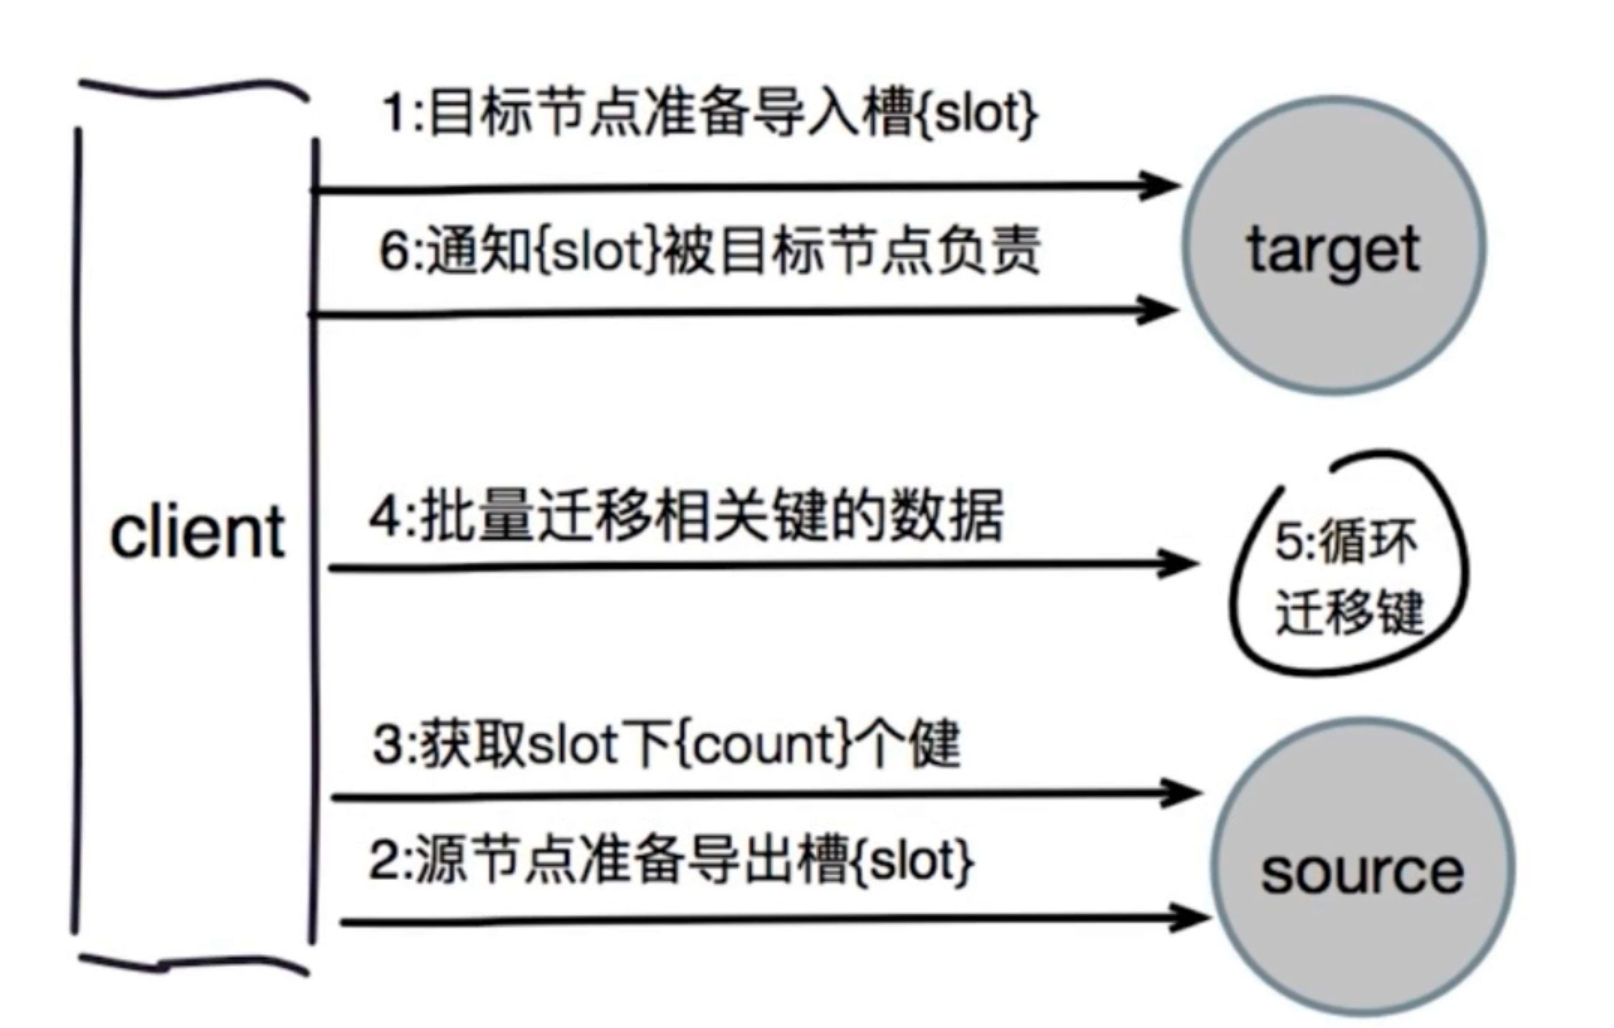 1:目标节点准备导入槽{slot}
6:通知{slot}被目标节点负责
target
client
4:批量迁移相关键的数据
5:循环
迁移键
3:获取slot下{count}个健
2:源节点准备导出槽{slot}
source